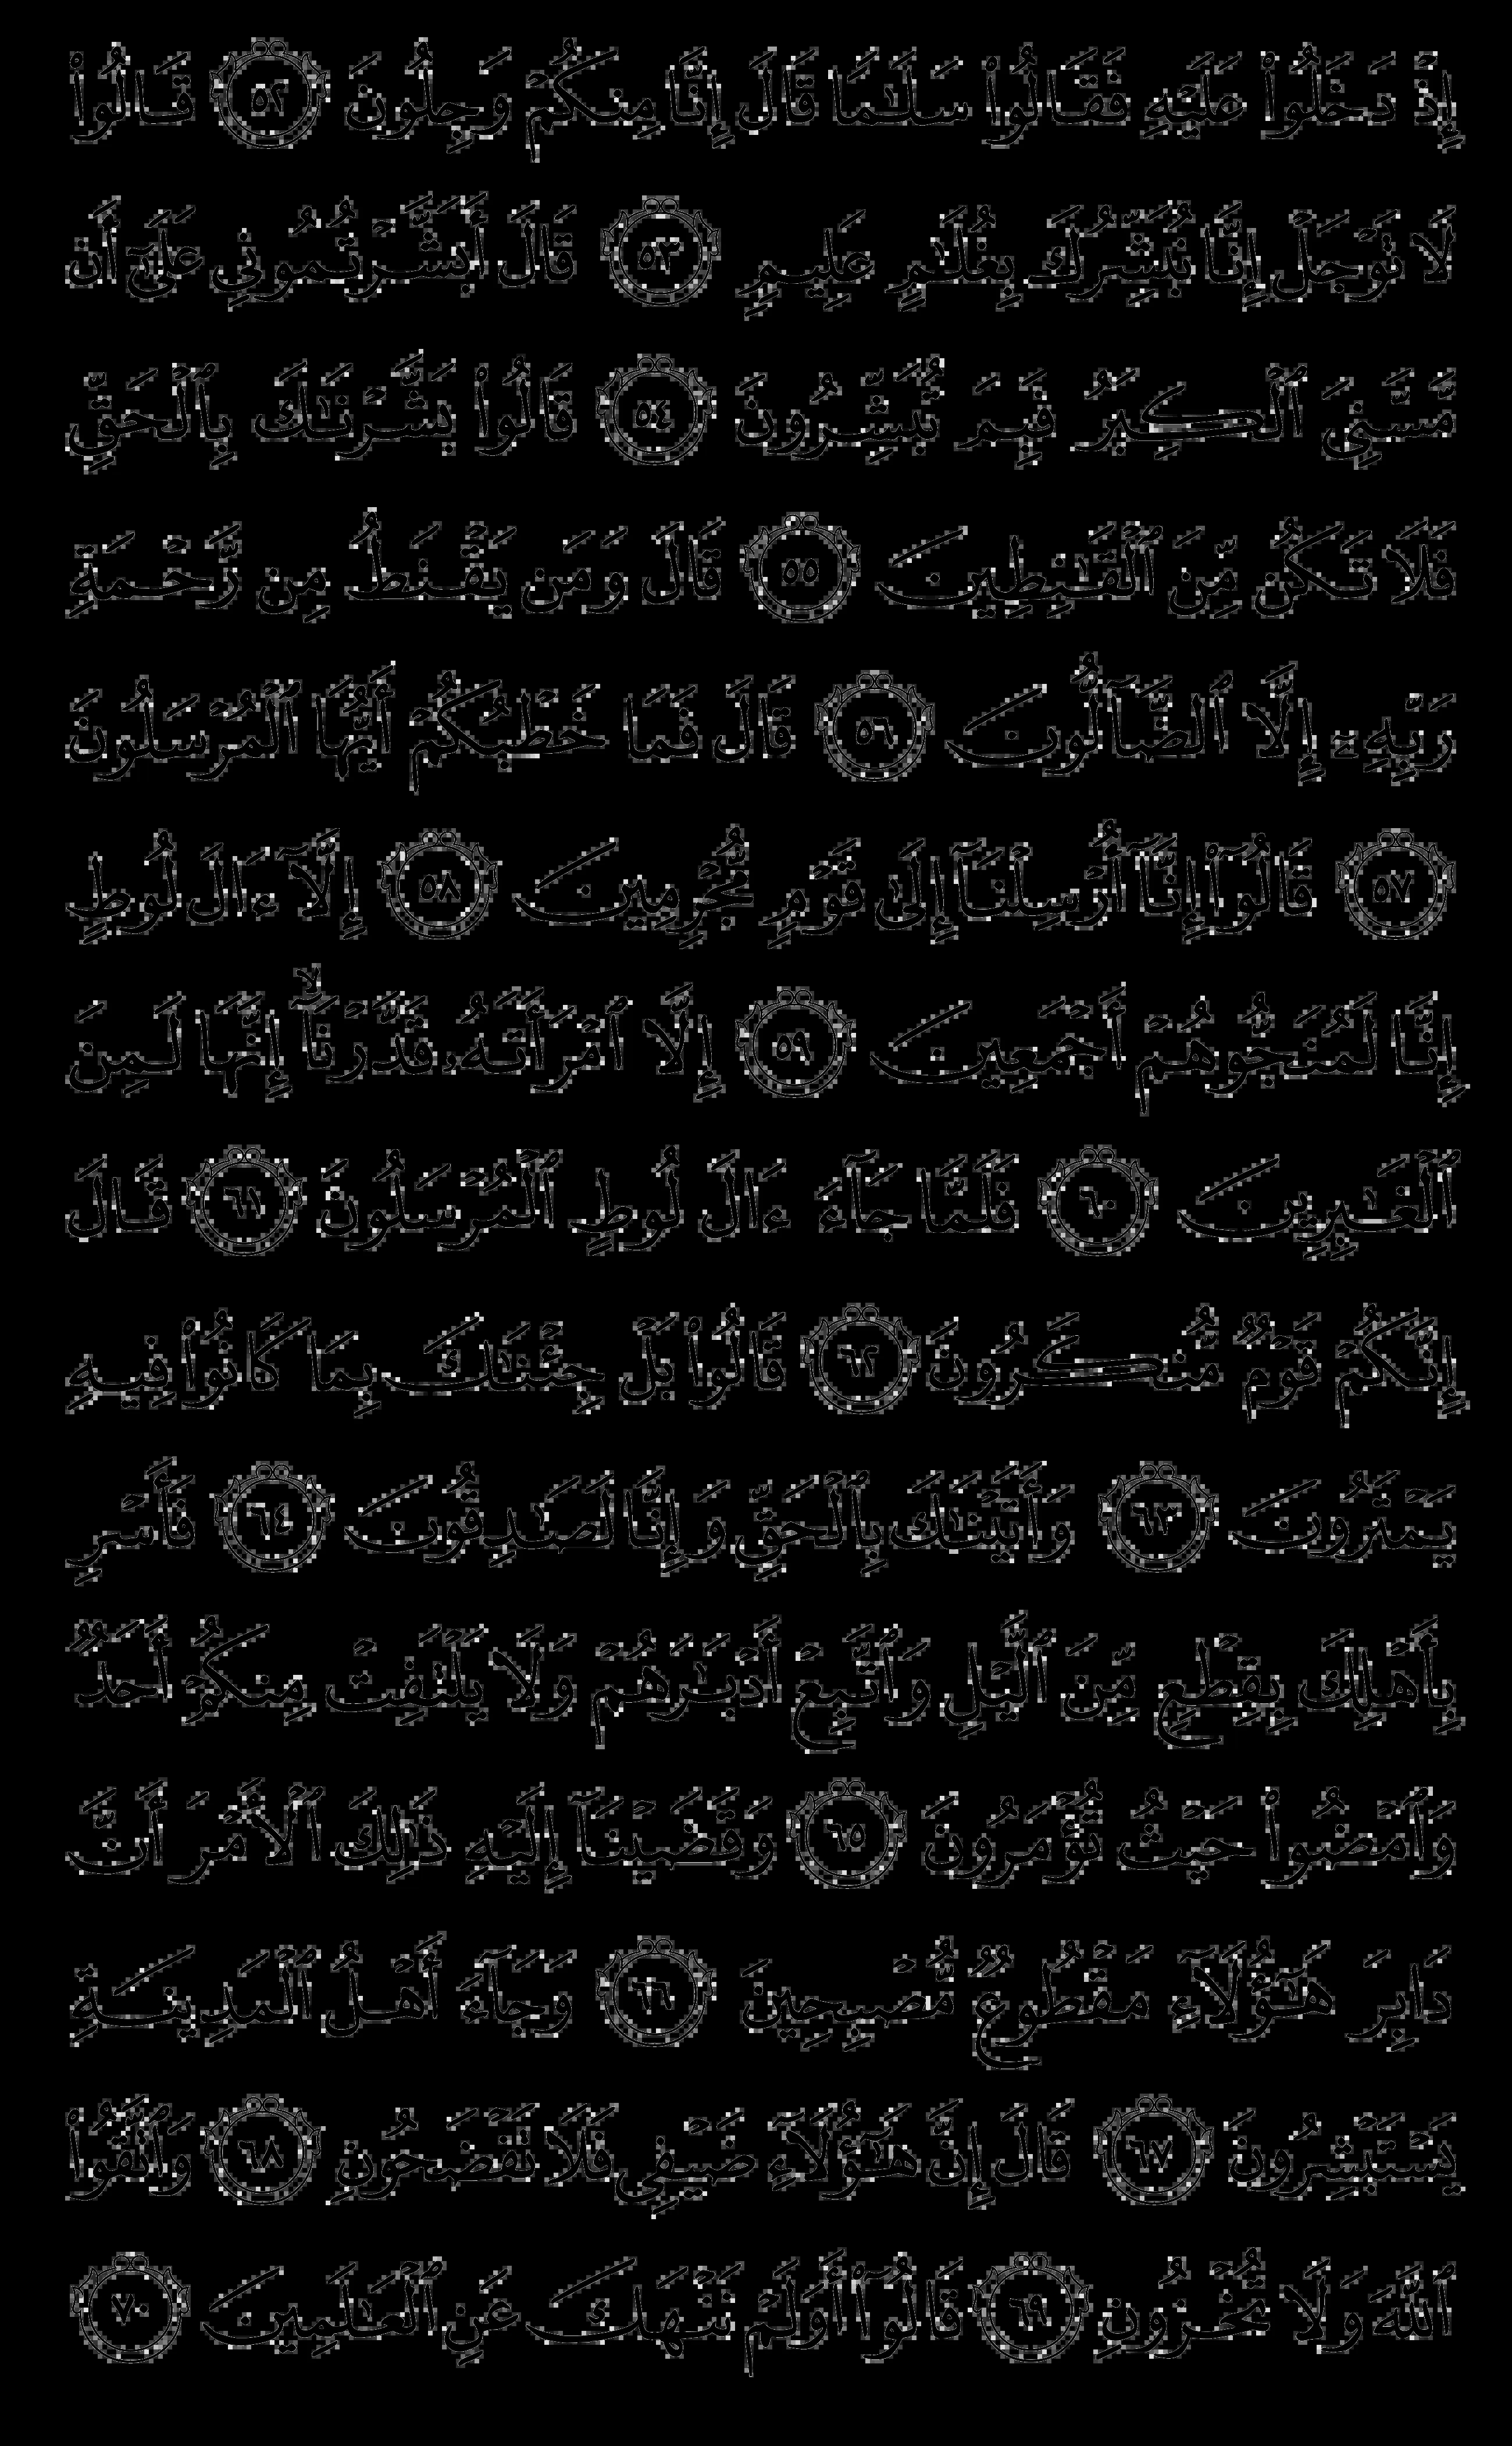 إِذْ دَخَلُوا۟ عَلَيْهِ فَقَالُوا۟ سَلَـٰمًا قَالَ إِنَّا مِنكُمْ وَجِلُونَ ٥٢ قَالُوا۟
لَا تَوْجَلْ إِنَّا نُبَشِّرُكَ بِغُلَـٰمٍ عَلِيمٍ ٥٣ قَالَ أَبَشَّرْتُمُونِى عَلَىٰٓ أَن
مَّسَّنِىَ ٱلْكِبَرُ فَبِمَ تُبَشِّرُونَ ٥٤ قَالُوا۟ بَشَّرْنَـٰكَ بِٱلْحَقِّ
فَلَا تَكُن مِّنَ ٱلْقَـٰنِطِينَ ٥٥ قَالَ وَمَن يَقْنَطُ مِن رَّحْمَةِ
رَبِّهِۦٓ إِلَّا ٱلضَّآلُّونَ ٥٦ قَالَ فَمَا خَطْبُكُمْ أَيُّهَا ٱلْمُرْسَلُونَ
٥٧ قَالُوٓا۟ إِنَّآ أُرْسِلْنَآ إِلَىٰ قَوْمٍ مُّجْرِمِينَ ٥٨ إِلَّآ ءَالَ لُوطٍ
إِنَّا لَمُنَجُّوهُمْ أَجْمَعِينَ ٥٩ إِلَّا ٱمْرَأَتَهُۥ قَدَّرْنَآ ۙ إِنَّهَا لَمِنَ
ٱلْغَـٰبِرِينَ ٦٠ فَلَمَّا جَآءَ ءَالَ لُوطٍ ٱلْمُرْسَلُونَ ٦١ قَالَ
إِنَّكُمْ قَوْمٌ مُّنكَرُونَ ٦٢ قَالُوا۟ بَلْ جِئْنَـٰكَ بِمَا كَانُوا۟ فِيهِ
يَمْتَرُونَ ٦٣ وَأَتَيْنَـٰكَ بِٱلْحَقِّ وَإِنَّا لَصَـٰدِقُونَ ٦٤ فَأَسْرِ
بِأَهْلِكَ بِقِطْعٍ مِّنَ ٱلَّيْلِ وَٱتَّبِعْ أَدْبَـٰرَهُمْ وَلَا يَلْتَفِتْ مِنكُمْ أَحَدٌ
وَٱمْضُوا۟ حَيْثُ تُؤْمَرُونَ ٦٥ وَقَضَيْنَآ إِلَيْهِ ذَٰلِكَ ٱلْأَمْرَ أَنَّ
دَابِرَ هَـٰٓؤُلَآءِ مَقْطُوعٌ مُّصْبِحِينَ ٦٦ وَجَآءَ أَهْلُ ٱلْمَدِينَةِ
يَسْتَبْشِرُونَ ٦٧ قَالَ إِنَّ هَـٰٓؤُلَآءِ ضَيْفِى فَلَا تَفْضَحُونِ ٦٨ وَٱتَّقُوا۟
ٱللَّهَ وَلَا تُخْزُونِ ٦٩ قَالُوٓا۟ أَوَلَمْ نَنْهَكَ عَنِ ٱلْعَـٰلَمِينَ ٧٠